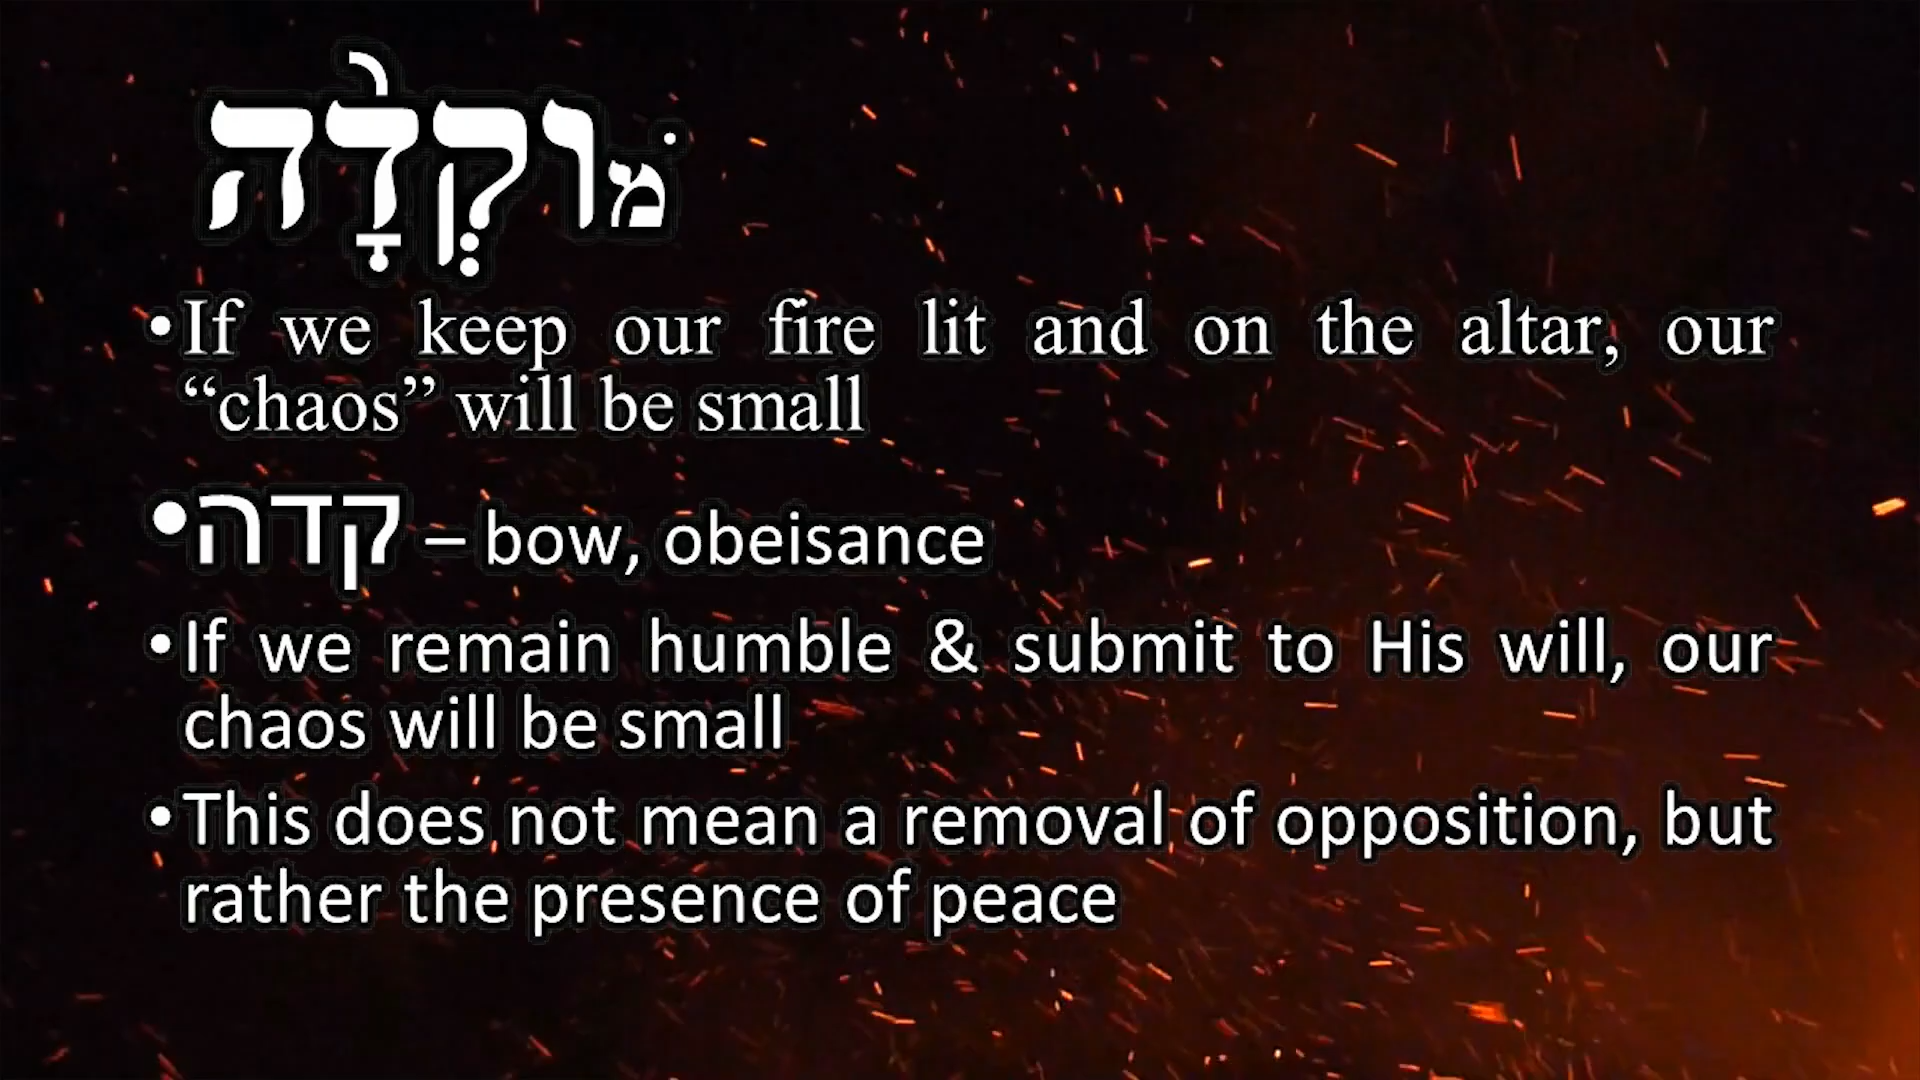 מֹוקְֶדָ֨ה
•If we keep our fire lit and on the altar, our
“chaos” will be small
•קדה – bow, obeisance
•If we remain humble & submit to His will, our
chaos will be small
•This does not mean a removal of opposition, but
rather the presence of peace